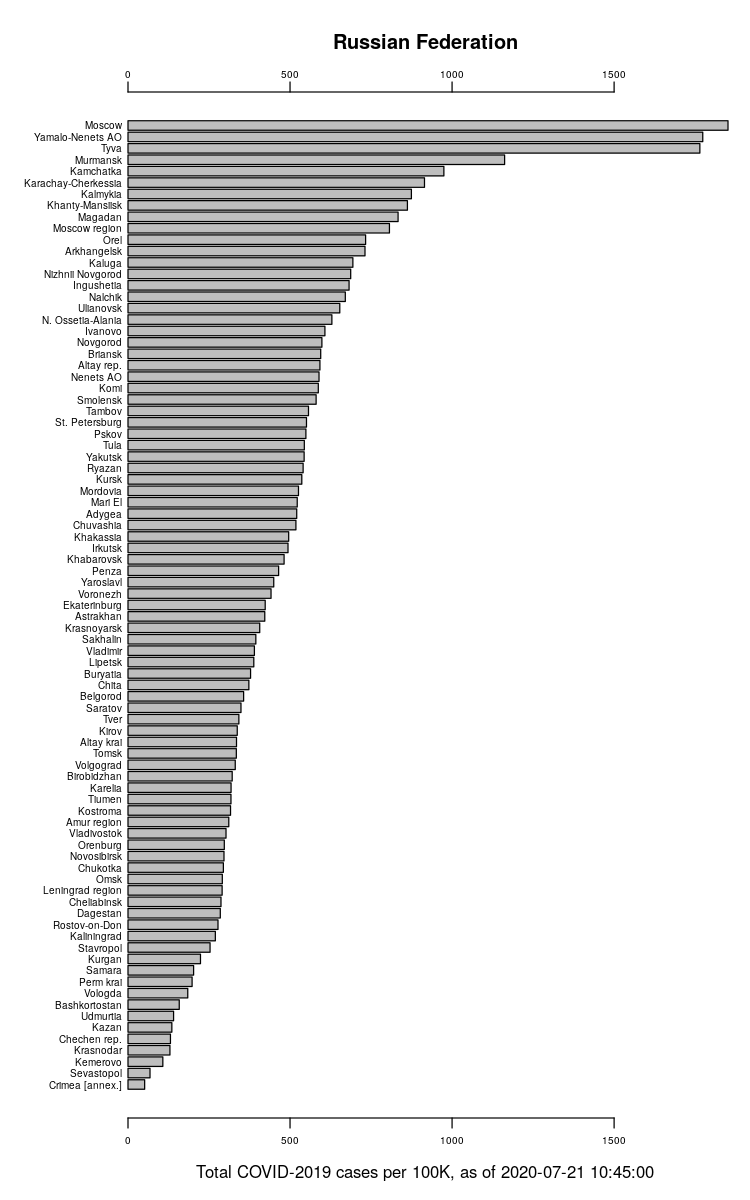 Russian Federation
0 500 1000 1500
Moscow
Yamalo-Nenets AO
Tyva
Murmansk
Kamchatka
Karachay-Cherkessia
Kalmykia
Khanty-Mansiisk
Magadan
Moscow region
Orel
Arkhangelsk
Kaluga
Nizhnii Novgorod
Ingushetia
Nalchik
Ulianovsk
N. Ossetia-Alania
Ivanovo
Novgorod
Briansk
Altay rep.
Nenets AO
Komi
Smolensk
Tambov
St. Petersburg
Pskov
Tula
Yakutsk
Ryazan
Kursk
Mordovia
Mari El
Adygea
Chuvashia
Khakassia
Irkutsk
Khabarovsk
Penza
Yaroslavl
Voronezh
Ekaterinburg
Astrakhan
Krasnoyarsk
Sakhalin
Vladimir
Lipetsk
Buryatia
Chita
Belgorod
Saratov
Tver
Kirov
Altay krai
Tomsk
Volgograd
Birobidzhan
Karelia
Tiumen
Kostroma
Amur region
Vladivostok
Orenburg
Novosibirsk
Chukotka
Omsk
Leningrad region
Cheliabinsk
Dagestan
Rostov-on-Don
Kaliningrad
Stavropol
Kurgan
Samara
Perm krai
Vologda
Bashkortostan
Udmurtia
Kazan
Chechen rep.
Krasnodar
Kemerovo
Sevastopol
Crimea [annex.]
0 500 1000 1500
Total COVID-2019 cases per 100K, as of 2020-07-21 10:45:00